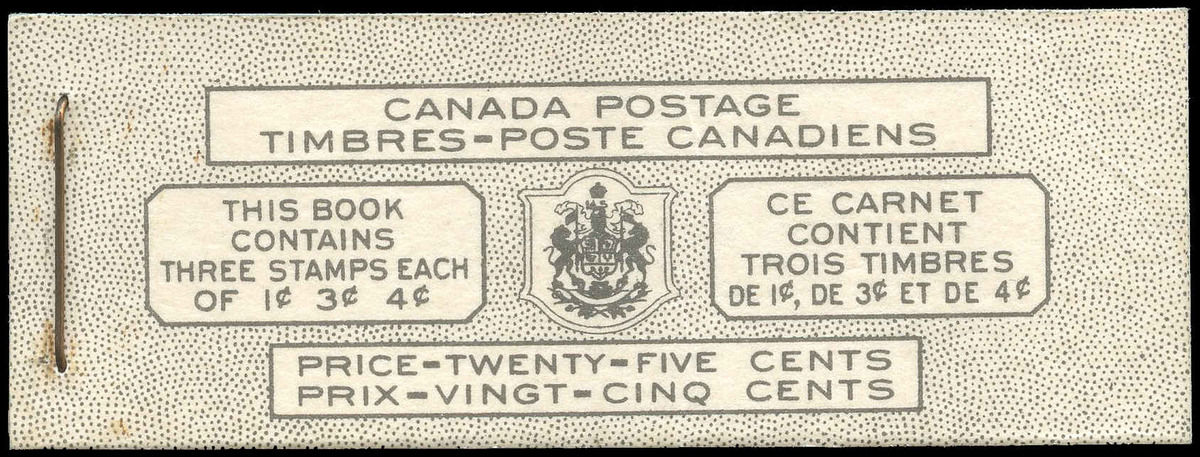 CANADA POSTAGE
TIMBRES-POSTE CANADIENS
THIS BOOK
CONTAINS
THREE STAMPS EACH
OF 1¢ 3¢ 4¢
CE CARNET
CONTIENT
TROIS TIMBRES
DE 1¢, DE 3¢ ET DE 4¢
PRICE-TWENTY-FIVE CENTS
PRIX-VINGT-CINQ CENTS